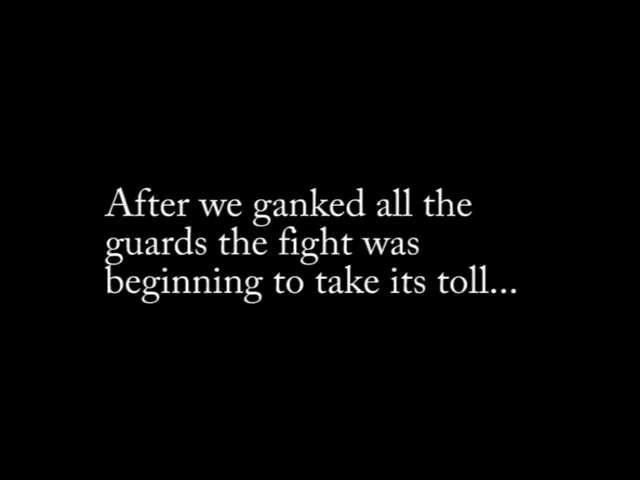 After we ganked all the
guards the fight was
beginning to take its toll...